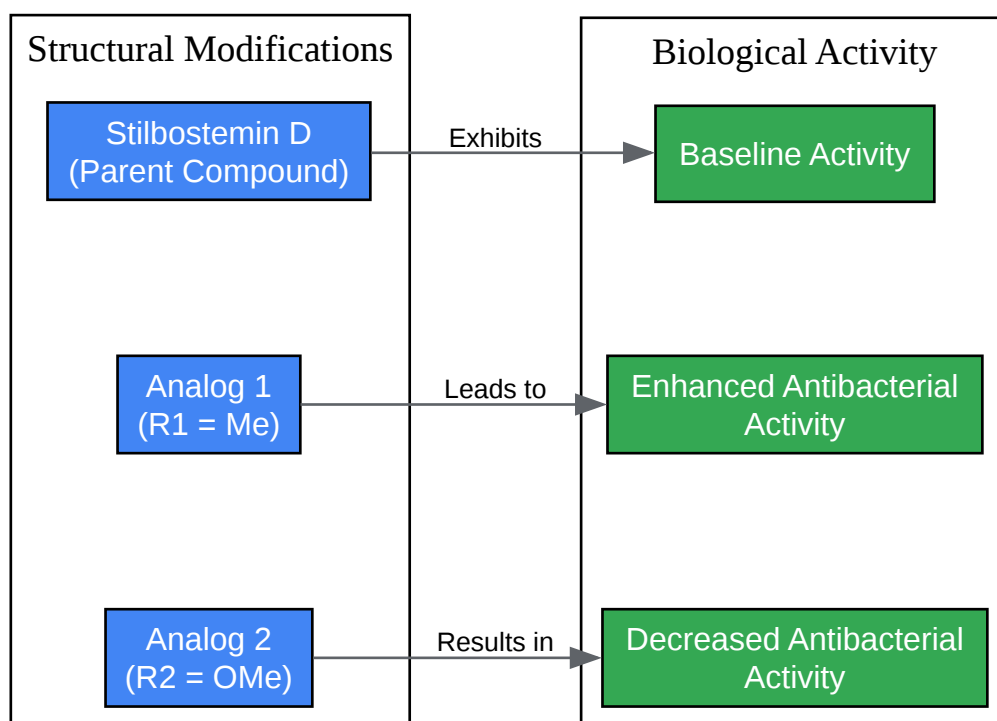 Structural Modifications
Biological Activity
Stilbostemin D
(Parent Compound)
Exhibits
Baseline Activity
Analog 1
(R1 = Me)
Leads to
Enhanced Antibacterial
Activity
Analog 2
(R2 = OMe)
Results in
Decreased Antibacterial
Activity